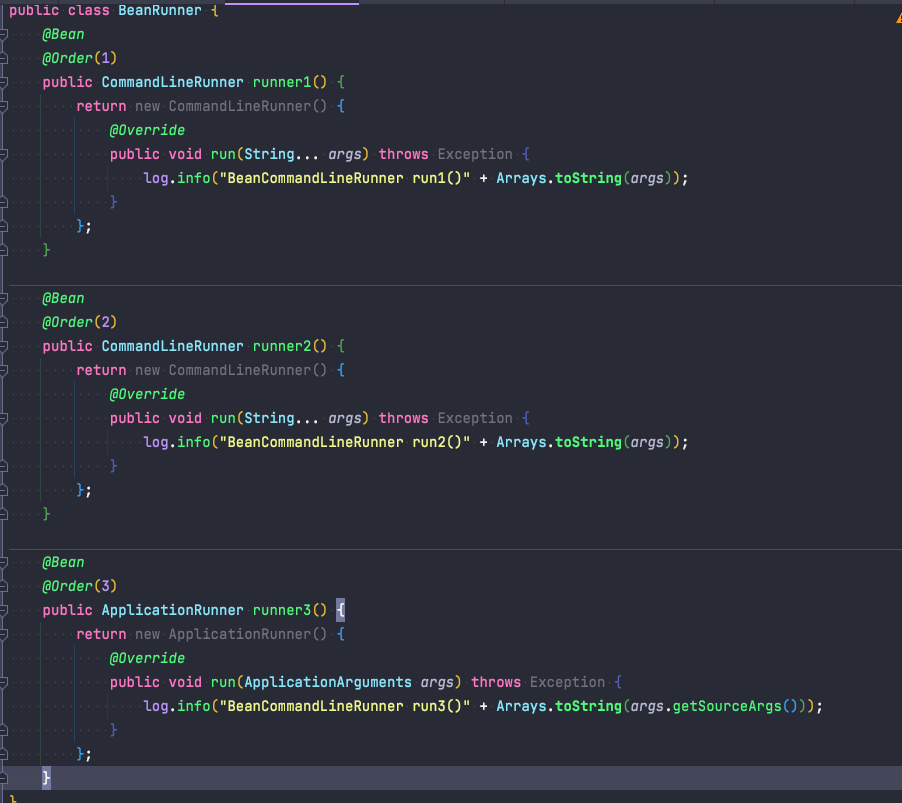 public class BeanRunner {
@Bean
@Order(1)
public CommandLineRunner runner1() {
return new CommandLineRunner() {
@Override
public void run(String... args) throws Exception {
log.info("BeanCommandLineRunner run1()" + Arrays.toString(args));
}
};
}
@Bean
@Order(2)
public CommandLineRunner runner2() {
return new CommandLineRunner() {
@Override
public void run(String... args) throws Exception {
log.info("BeanCommandLineRunner run2()" + Arrays.toString(args));
}
};
}
@Bean
@Order(3)
public ApplicationRunner runner3() {
return new ApplicationRunner() {
@Override
public void run(ApplicationArguments args) throws Exception {
log.info("BeanCommandLineRunner run3()" + Arrays.toString(args.getSourceArgs()));
}
};
}
}